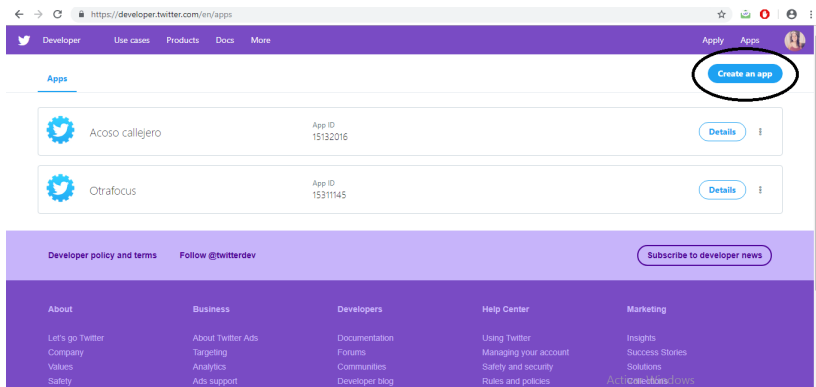 https://developer.twitter.com/en/apps
Developer Use cases Products Docs More Apply Apps
Apps
Create an app
Acoso callejero
App ID
15132016
Details
Otrafocus
App ID
15311145
Details
Developer policy and terms Follow @twitterdev Subscribe to developer news
About Business Developers Help Center Marketing
Let's go Twitter About Twitter Ads Documentation Using Twitter Insights
Company Targeting Forums Managing your account Success Stories
Values Analytics Communities Safety and security Solutions
Safety Ads support Developer blog Rules and policies Collections